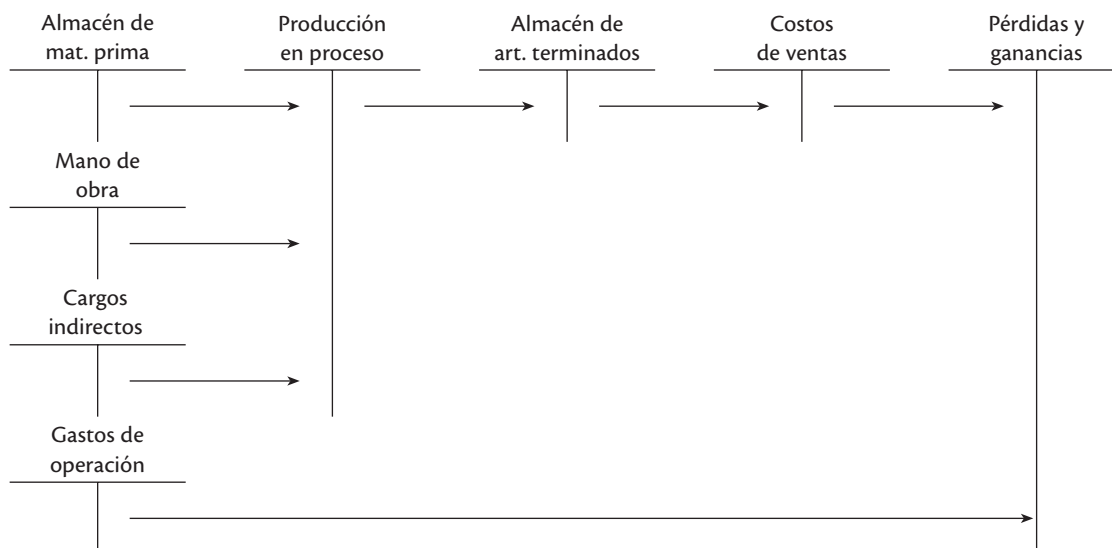 Almacén de
mat. prima
Producción
en proceso
Almacén de
art. terminados
Costos
de ventas
Pérdidas y
ganancias
Mano de
obra
Cargos
indirectos
Gastos de
operación